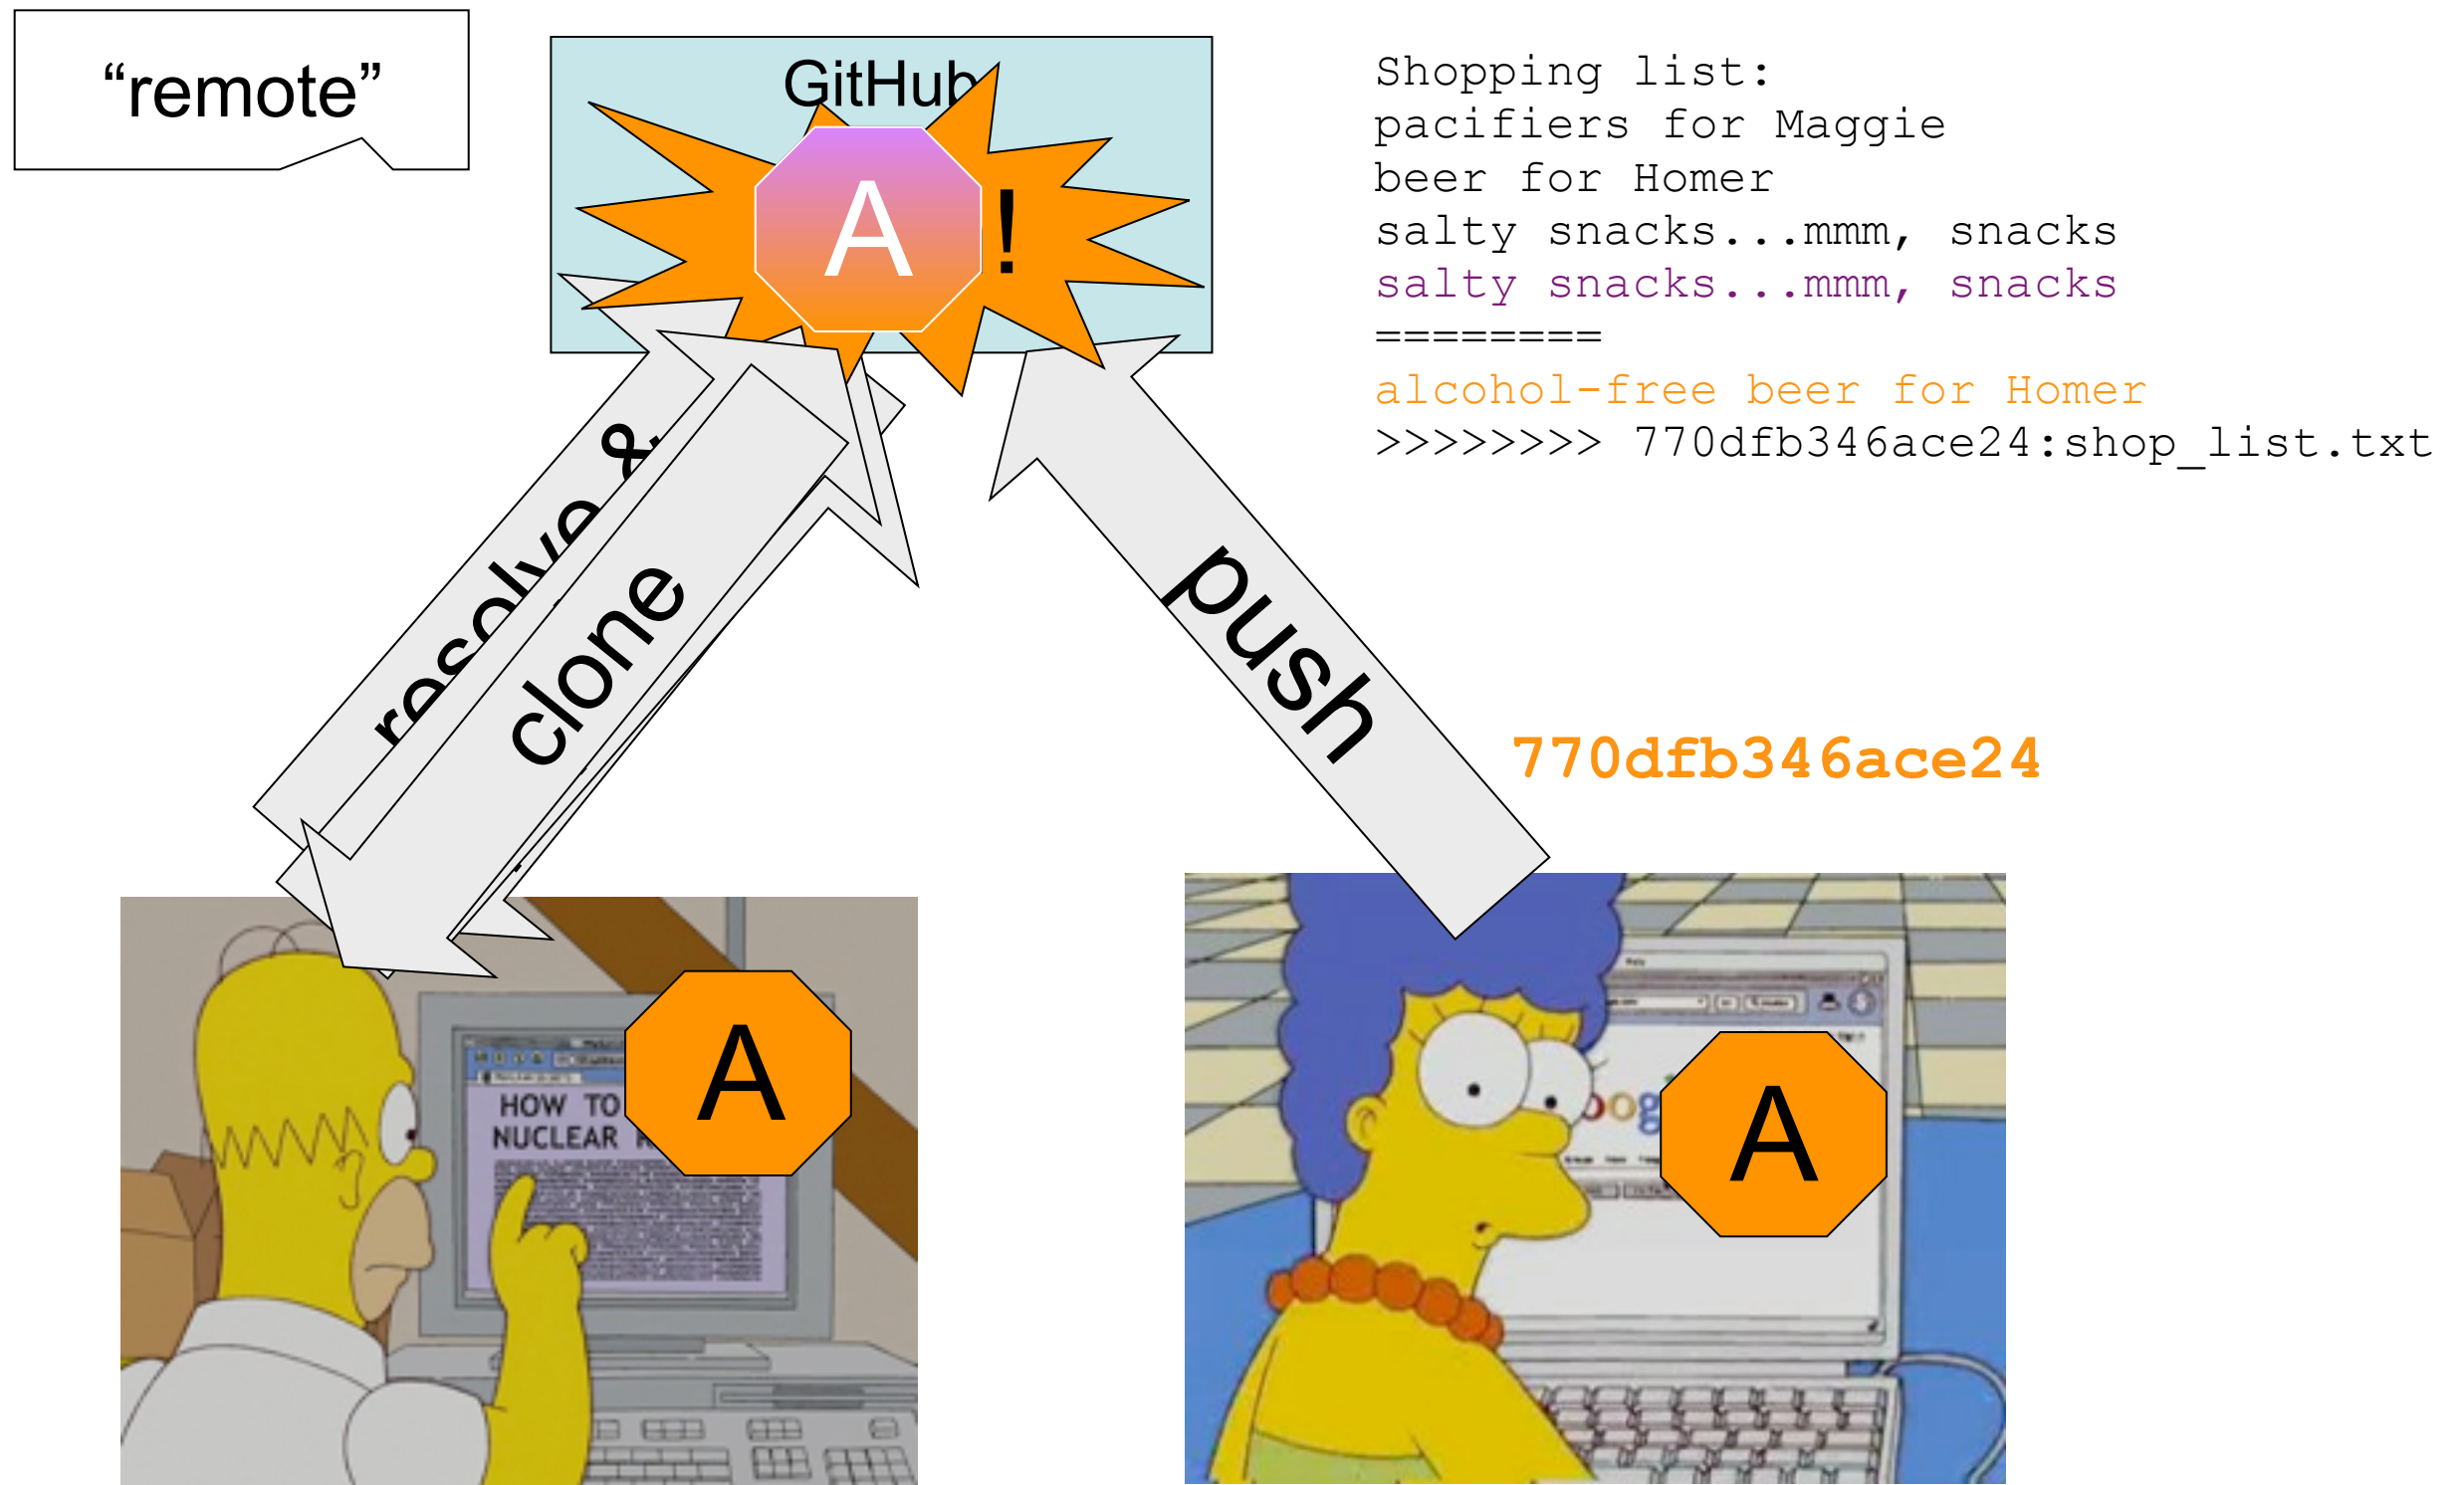 “remote”
GitHub
A
!
Shopping list:
pacifiers for Maggie
beer for Homer
salty snacks...mmm, snacks
salty snacks...mmm, snacks
========
alcohol-free beer for Homer
>>>>>>>> 770dfb346ace24:shop_list.txt
resolve &
clone
push
770dfb346ace24
HOW TO
NUCLEAR
A
A